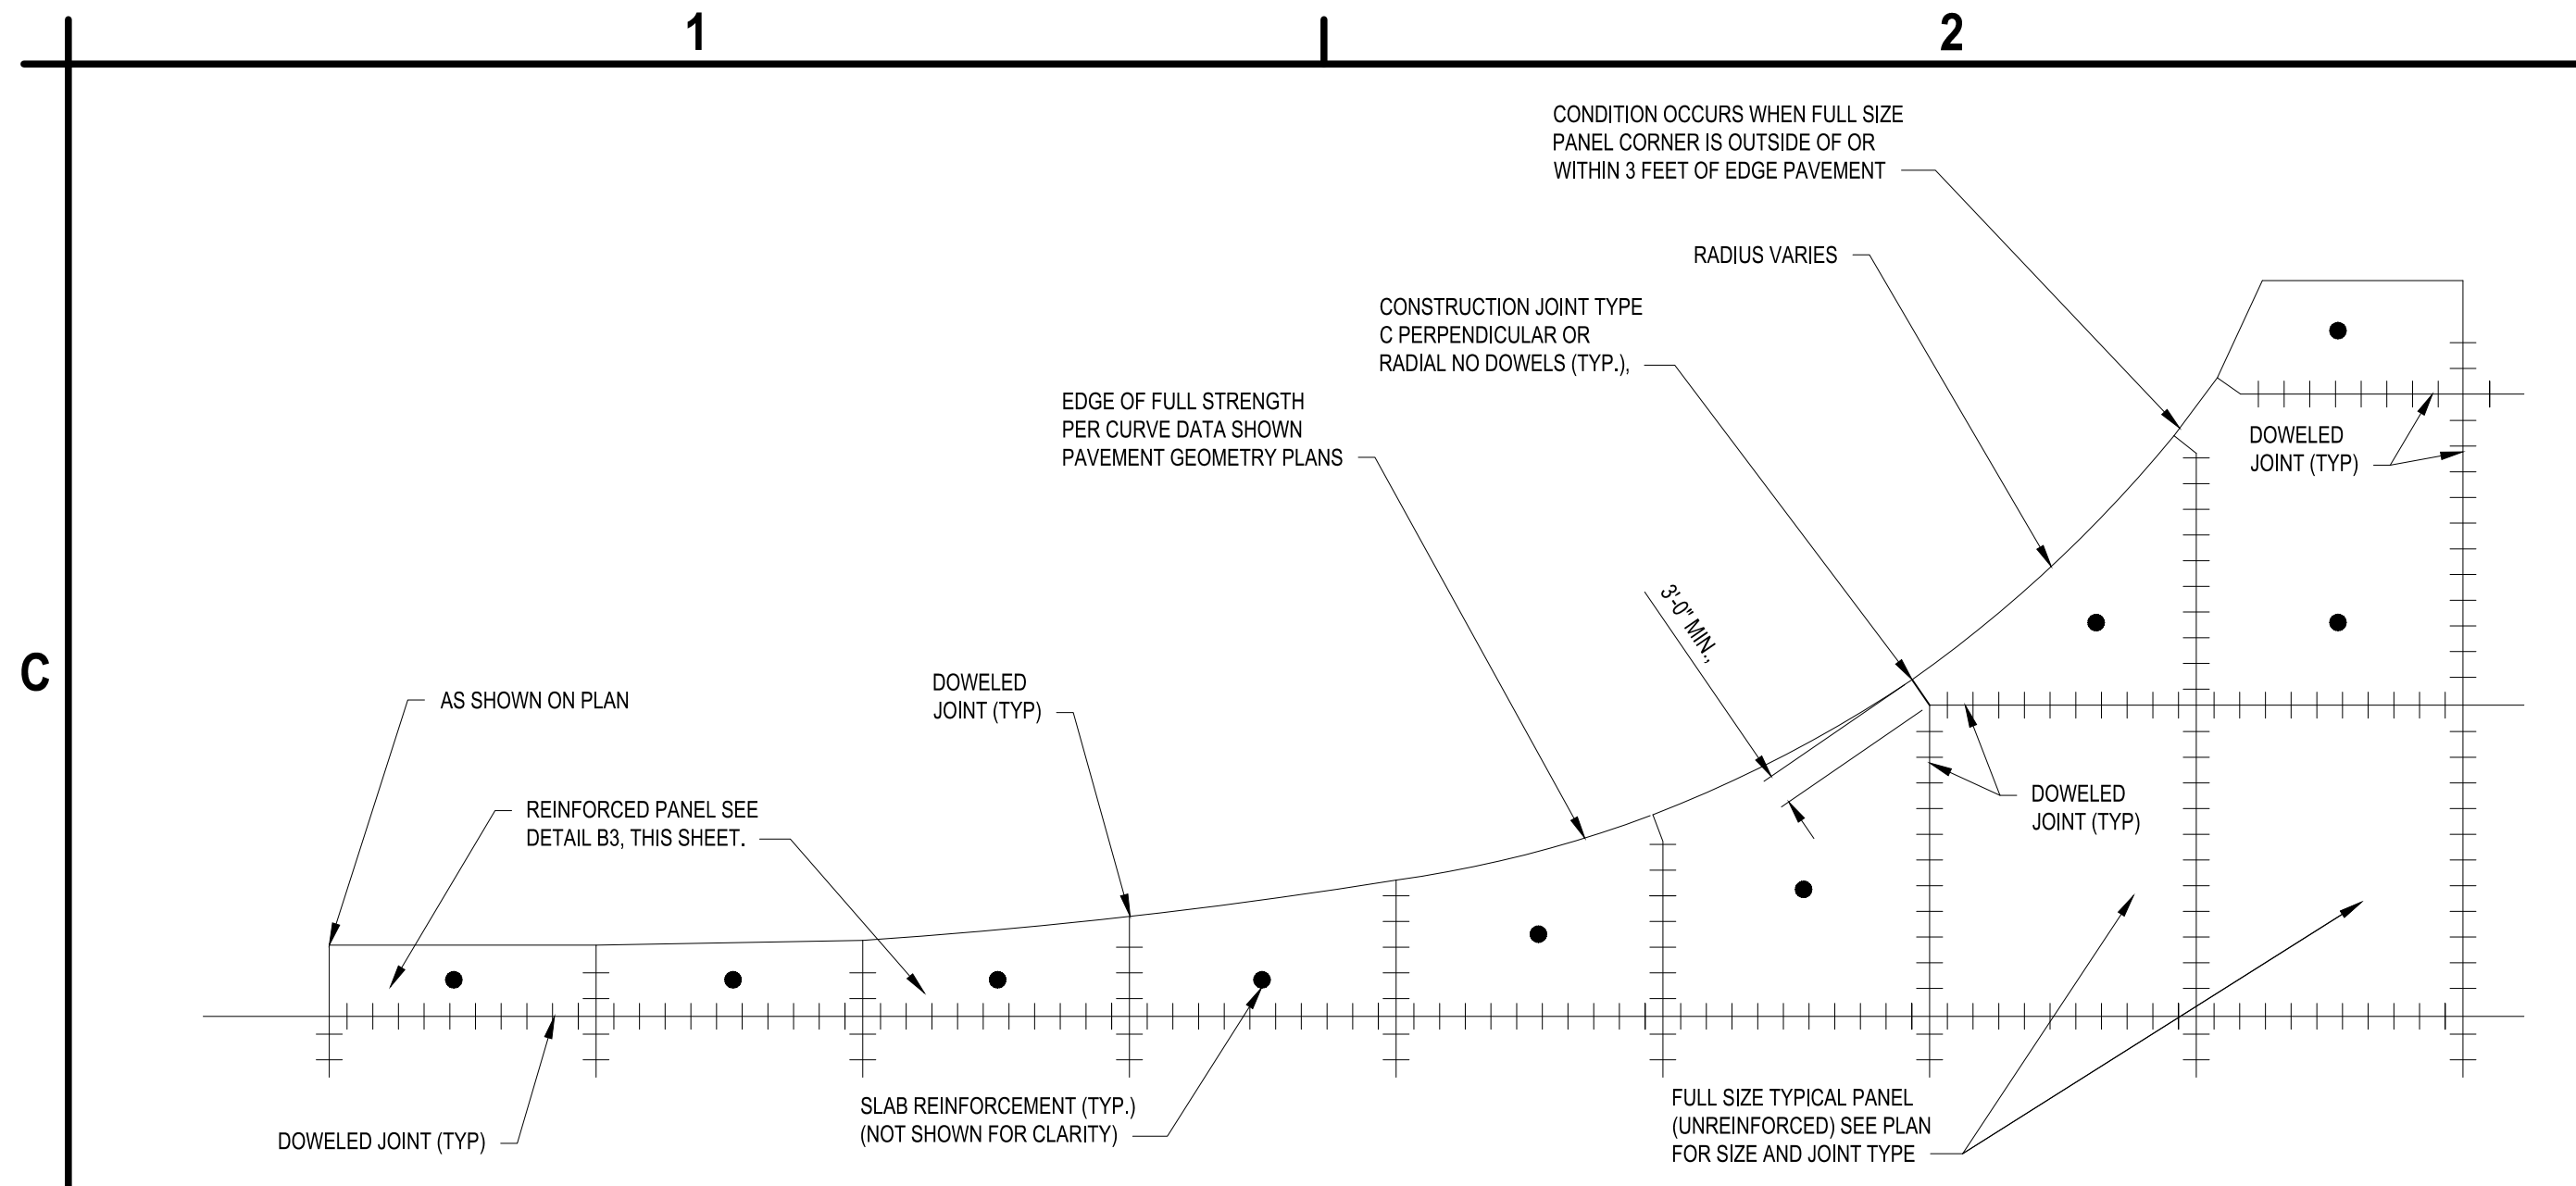 1
2
CONDITION OCCURS WHEN FULL SIZE
PANEL CORNER IS OUTSIDE OF OR
WITHIN 3 FEET OF EDGE PAVEMENT
RADIUS VARIES
CONSTRUCTION JOINT TYPE
C PERPENDICULAR OR
RADIAL NO DOWELS (TYP.),
EDGE OF FULL STRENGTH
PER CURVE DATA SHOWN
PAVEMENT GEOMETRY PLANS
DOWELED
JOINT (TYP)
3'-0" MIN.,
C
AS SHOWN ON PLAN
DOWELED
JOINT (TYP)
REINFORCED PANEL SEE
DETAIL B3, THIS SHEET.
DOWELED
JOINT (TYP)
SLAB REINFORCEMENT (TYP.)
(NOT SHOWN FOR CLARITY)
DOWELED JOINT (TYP)
FULL SIZE TYPICAL PANEL
(UNREINFORCED) SEE PLAN
FOR SIZE AND JOINT TYPE